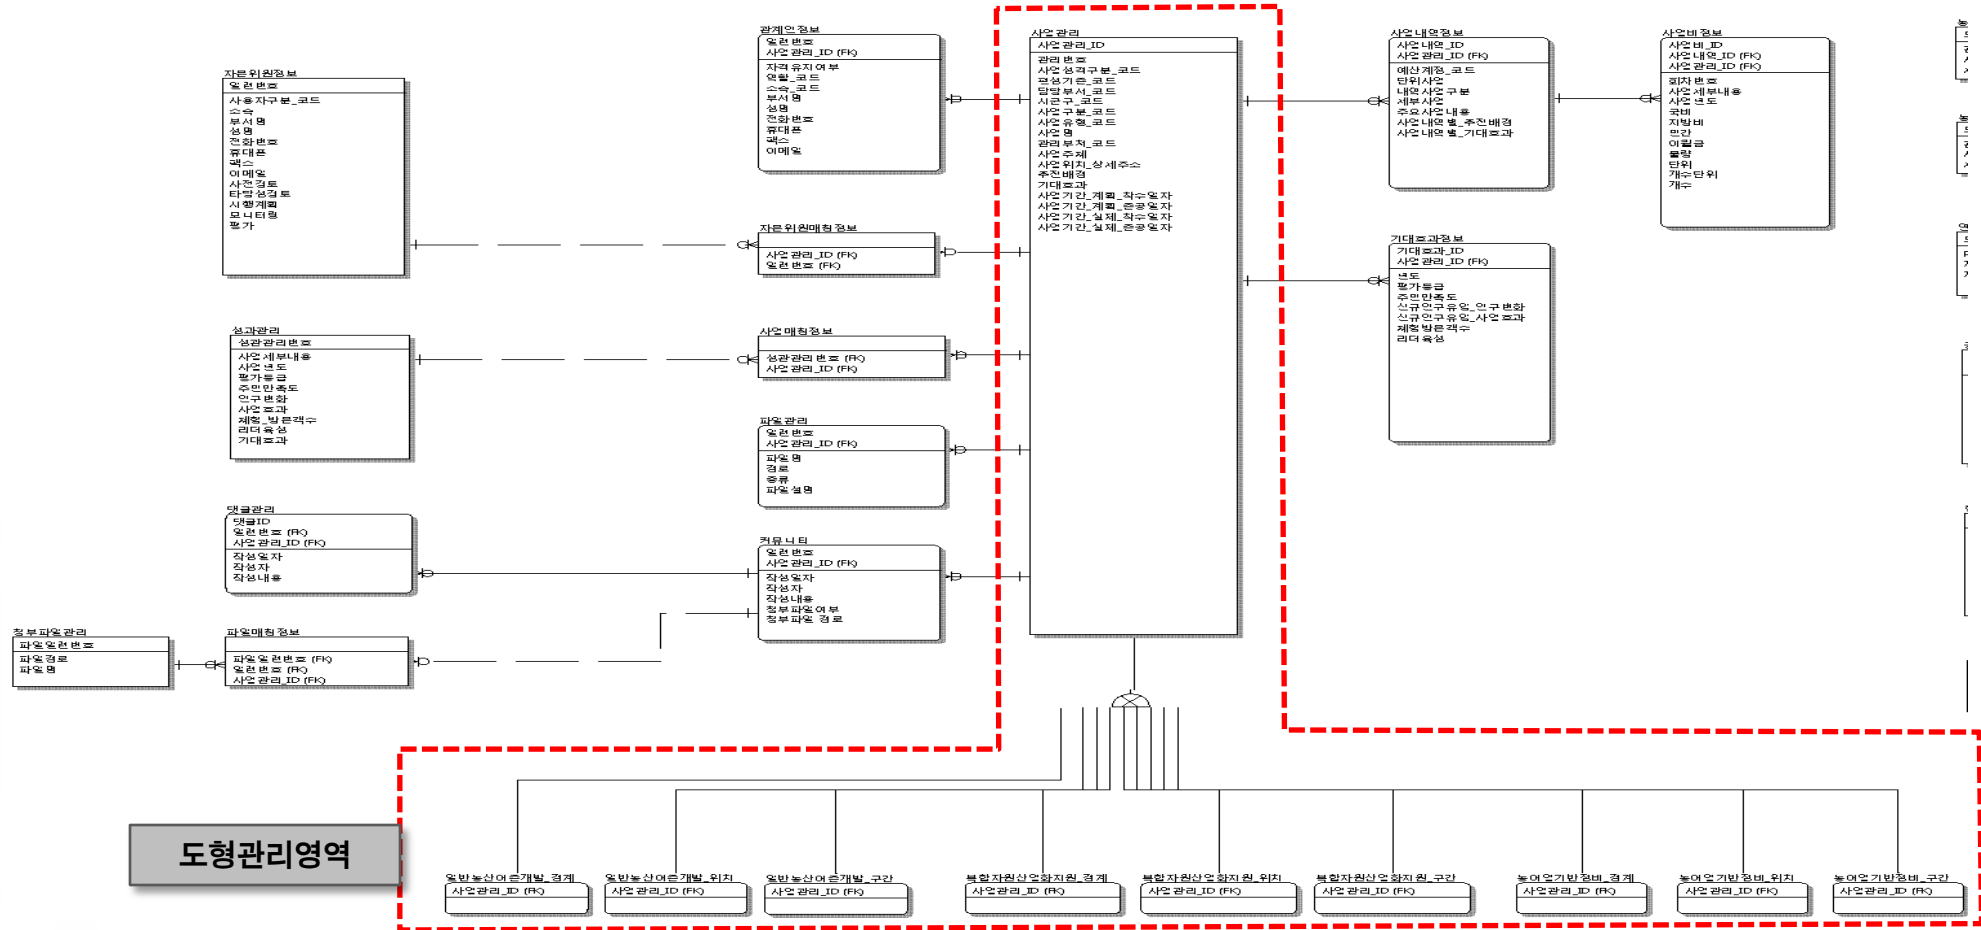 자문위원정보
일련번호
사용자구분_코드
소속
부서명
성명
전화번호
휴대폰
팩스
이메일
사전검토
타당성검토
시행계획
모니터링
평가
성과관리
성관관리번호
사업세부내용
사업년도
평가등급
주민만족도
인구변화
사업효과
체험_방문객수
리더육성
기대효과
댓글관리
댓글ID
일련번호 (FK)
사업관리_ID (FK)
작성일자
작성자
작성내용
첨부파일관리
파일일련번호
파일경로
파일명
파일매칭정보
파일일련번호 (FK)
일련번호 (FK)
사업관리_ID (FK)
관계인정보
일련번호
사업관리_ID (FK)
자격유지여부
역할_코드
소속_코드
부서명
성명
전화번호
휴대폰
팩스
이메일
자문위원매칭정보
사업관리_ID (FK)
일련번호 (FK)
사업매칭정보
성관관리번호 (FK)
사업관리_ID (FK)
파일관리
일련번호
사업관리_ID (FK)
파일명
경로
종류
파일설명
커뮤니티
일련번호
사업관리_ID (FK)
작성일자
작성자
작성내용
첨부파일여부
첨부파일 경로
사업관리
사업관리_ID
관리번호
사업성격구분_코드
편성기준_코드
담당부서_코드
시군구_코드
사업구분_코드
사업유형_코드
사업명
관리부처_코드
사업주체
사업위치_상세주소
추진배경
기대효과
사업기간_계획_착수일자
사업기간_계획_준공일자
사업기간_실제_착수일자
사업기간_실제_준공일자
사업내역정보
사업내역_ID
사업관리_ID (FK)
예산계정_코드
단위사업
내역사업구분
세부사업
주요사업내용
사업내역별_추진배경
사업내역별_기대효과
사업비정보
사업비_ID
사업내역_ID (FK)
사업관리_ID (FK)
회차번호
사업세부내용
사업년도
국비
지방비
민간
이월금
물량
단위
개수단위
개수
기대효과정보
기대효과_ID
사업관리_ID (FK)
년도
평가등급
주민만족도
신규인구유입_인구변화
신규인구유입_사업효과
체험방문객수
리더육성
도형관리영역
일반농산어촌개발_경계
사업관리_ID (FK)
일반농산어촌개발_위치
사업관리_ID (FK)
일반농산어촌개발_구간
사업관리_ID (FK)
복합자원산업화지원_경계
사업관리_ID (FK)
복합자원산업화지원_위치
사업관리_ID (FK)
복합자원산업화지원_구간
사업관리_ID (FK)
농어업기반정비_경계
사업관리_ID (FK)
농어업기반정비_위치
사업관리_ID (FK)
농어업기반정비_구간
사업관리_ID (FK)